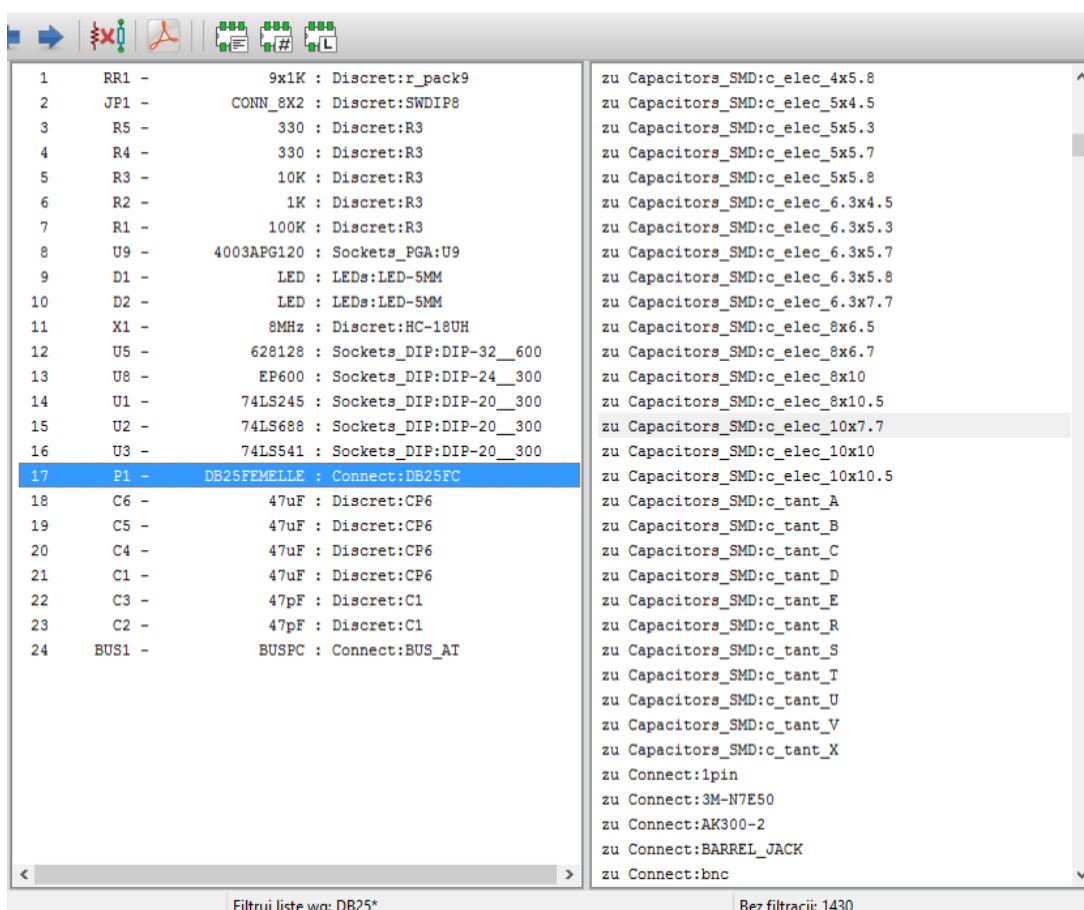 1 RR1 - 9x1K : Discret:r_pack9
2 JP1 - CONN_8X2 : Discret:SWDIP8
3 R5 - 330 : Discret:R3
4 R4 - 330 : Discret:R3
5 R3 - 10K : Discret:R3
6 R2 - 1K : Discret:R3
7 R1 - 100K : Discret:R3
8 U9 - 4003APG120 : Sockets_PGA:U9
9 D1 - LED : LEDs:LED-5MM
10 D2 - LED : LEDs:LED-5MM
11 X1 - 8MHz : Discret:HC-18UH
12 U5 - 628128 : Sockets_DIP:DIP-32__600
13 U8 - EP600 : Sockets_DIP:DIP-24__300
14 U1 - 74LS245 : Sockets_DIP:DIP-20__300
15 U2 - 74LS688 : Sockets_DIP:DIP-20__300
16 U3 - 74LS541 : Sockets_DIP:DIP-20__300
17 P1 - DB25FEMELLE : Connect:DB25FC
18 C6 - 47uF : Discret:CP6
19 C5 - 47uF : Discret:CP6
20 C4 - 47uF : Discret:CP6
21 C1 - 47uF : Discret:CP6
22 C3 - 47pF : Discret:C1
23 C2 - 47pF : Discret:C1
24 BUS1 - BUSPC : Connect:BUS_AT
zu Capacitors_SMD:c_elec_4x5.8
zu Capacitors_SMD:c_elec_5x4.5
zu Capacitors_SMD:c_elec_5x5.3
zu Capacitors_SMD:c_elec_5x5.7
zu Capacitors_SMD:c_elec_5x5.8
zu Capacitors_SMD:c_elec_6.3x4.5
zu Capacitors_SMD:c_elec_6.3x5.3
zu Capacitors_SMD:c_elec_6.3x5.7
zu Capacitors_SMD:c_elec_6.3x5.8
zu Capacitors_SMD:c_elec_6.3x7.7
zu Capacitors_SMD:c_elec_8x6.5
zu Capacitors_SMD:c_elec_8x6.7
zu Capacitors_SMD:c_elec_8x10
zu Capacitors_SMD:c_elec_8x10.5
zu Capacitors_SMD:c_elec_10x7.7
zu Capacitors_SMD:c_elec_10x10
zu Capacitors_SMD:c_elec_10x10.5
zu Capacitors_SMD:c_tant_A
zu Capacitors_SMD:c_tant_B
zu Capacitors_SMD:c_tant_C
zu Capacitors_SMD:c_tant_D
zu Capacitors_SMD:c_tant_E
zu Capacitors_SMD:c_tant_R
zu Capacitors_SMD:c_tant_S
zu Capacitors_SMD:c_tant_T
zu Capacitors_SMD:c_tant_U
zu Capacitors_SMD:c_tant_V
zu Capacitors_SMD:c_tant_X
zu Connect:1pin
zu Connect:3M-N7E50
zu Connect:AK300-2
zu Connect:BARREL_JACK
zu Connect:bnc
Filtruj listę wg: DB25*
Bez filtracji: 1430